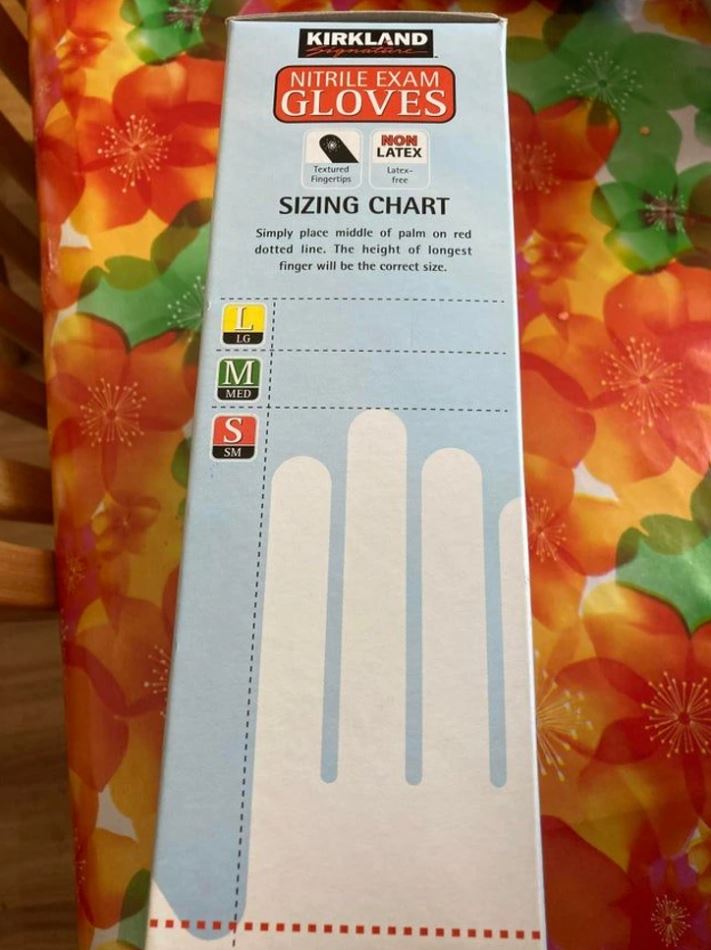 KIRKLAND
Signature
NITRILE EXAM
GLOVES
Textured
Fingertips
NON
LATEX
Latex-
free
SIZING CHART
Simply place middle of palm on red
dotted line. The height of longest
finger will be the correct size.
L
LG
M
MED
S
SM